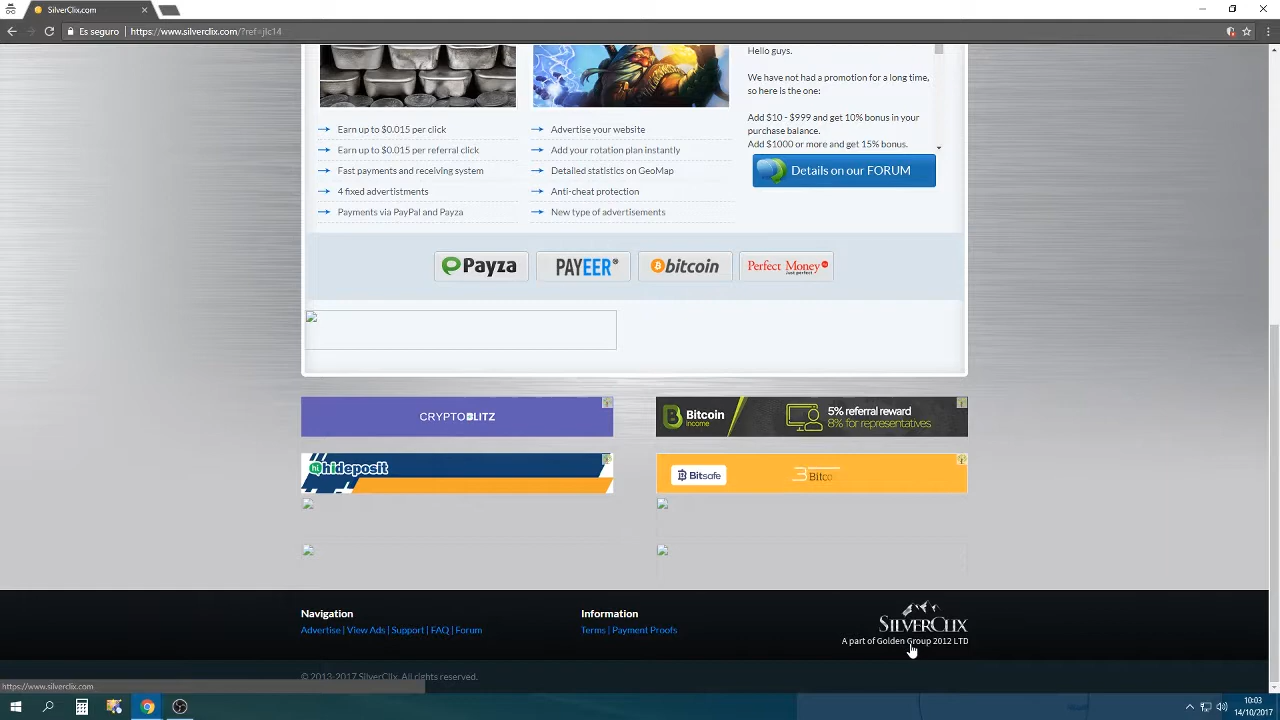 SilverClix.com
Es seguro | https://www.silverclix.com/?ref=jlc14
Earn up to $0.015 per click
Earn up to $0.015 per referral click
Fast payments and receiving system
4 fixed advertistments
Payments via PayPal and Payza
Advertise your website
Add your rotation plan instantly
Detailed statistics on GeoMap
Anti-cheat protection
New type of advertisements
Hello guys.
We have not had a promotion for a long time,
so here is the one:
Add $10 - $999 and get 10% bonus in your
purchase balance.
Add $1000 or more and get 15% bonus.
Details on our FORUM
Payza
PAYEER
bitcoin
Perfect Money
Just perfect
CRYPTOBLITZ
Bitcoin
Income
5% referral reward
8% for representatives
hi hideposit
Bitsafe
Bitco
Navigation
Advertise | View Ads | Support | FAQ | Forum
Information
Terms | Payment Proofs
SILVERCLIX
A part of Golden Group 2012 LTD
© 2013-2017 SilverClix. All rights reserved.
https://www.silverclix.com
10:03
14/10/2017